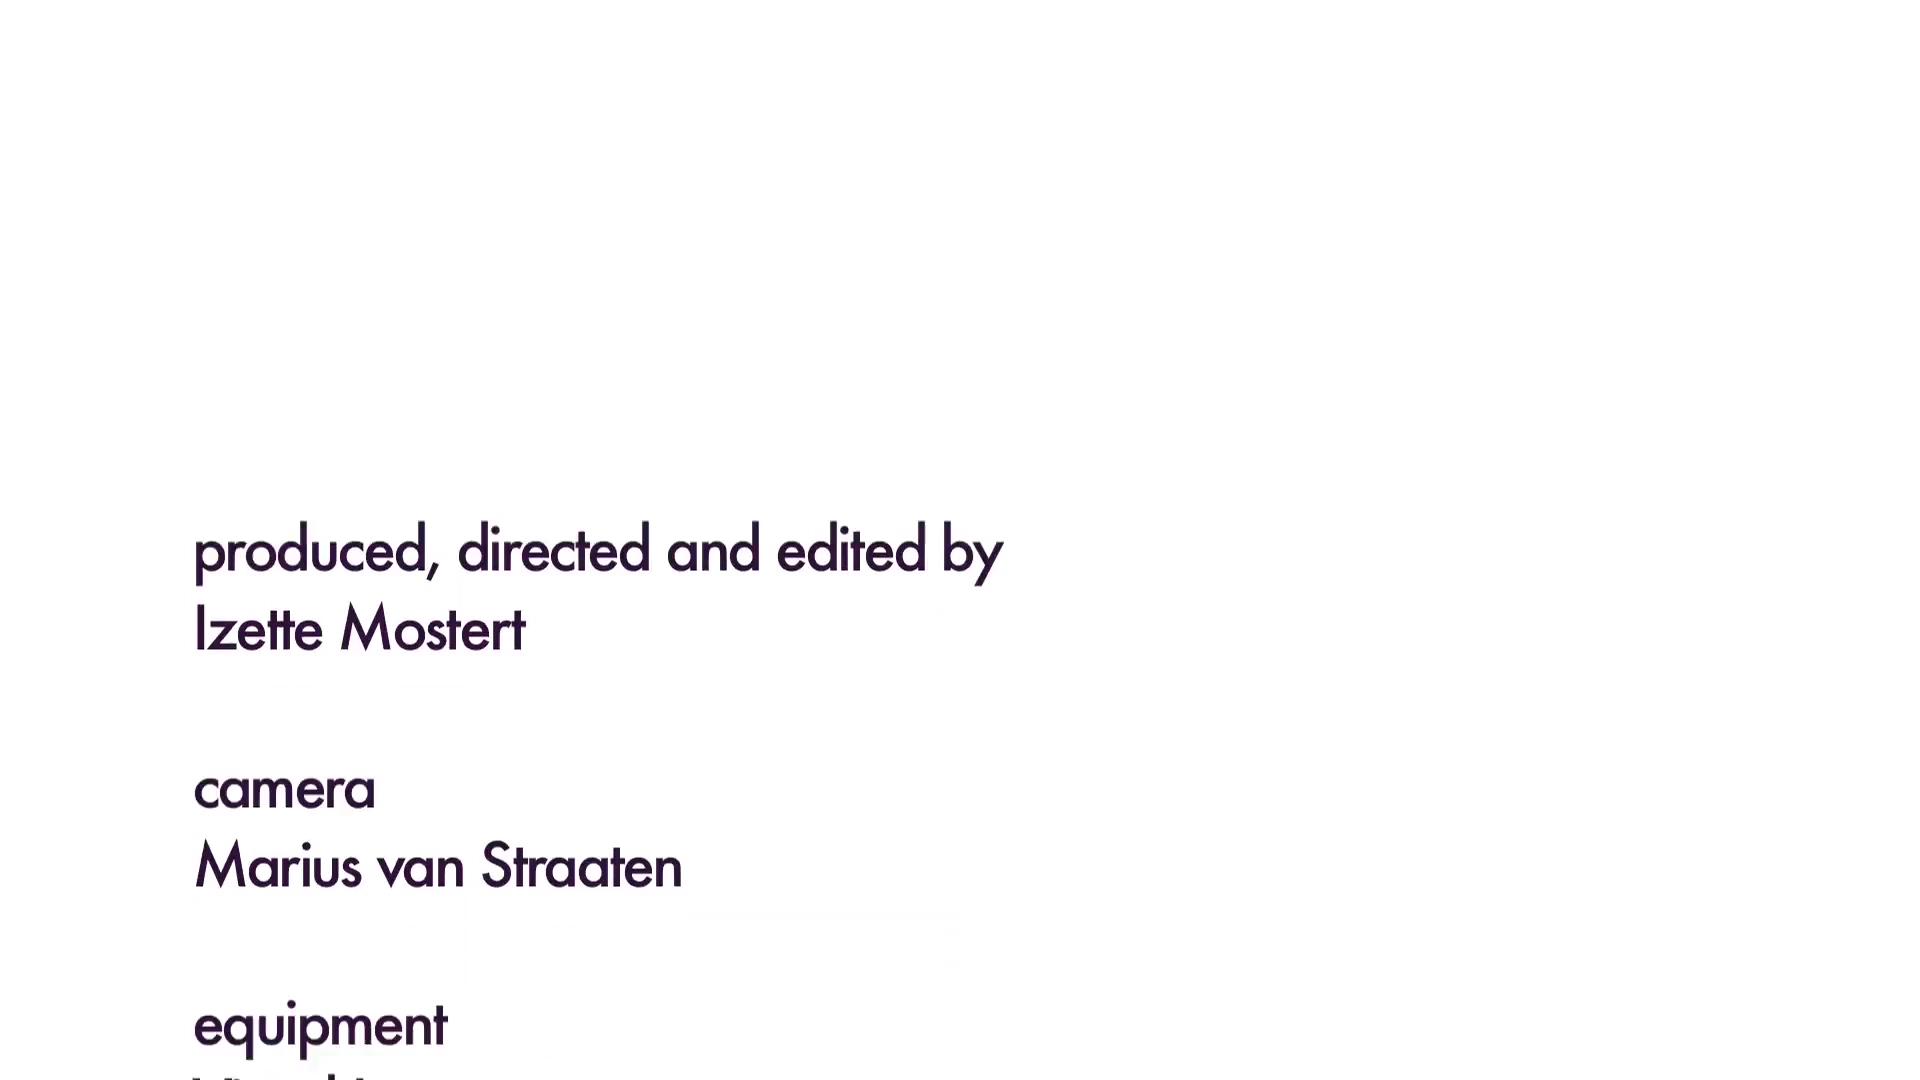 produced, directed and edited by
Izette Mostert
camera
Marius van Straaten
equipment